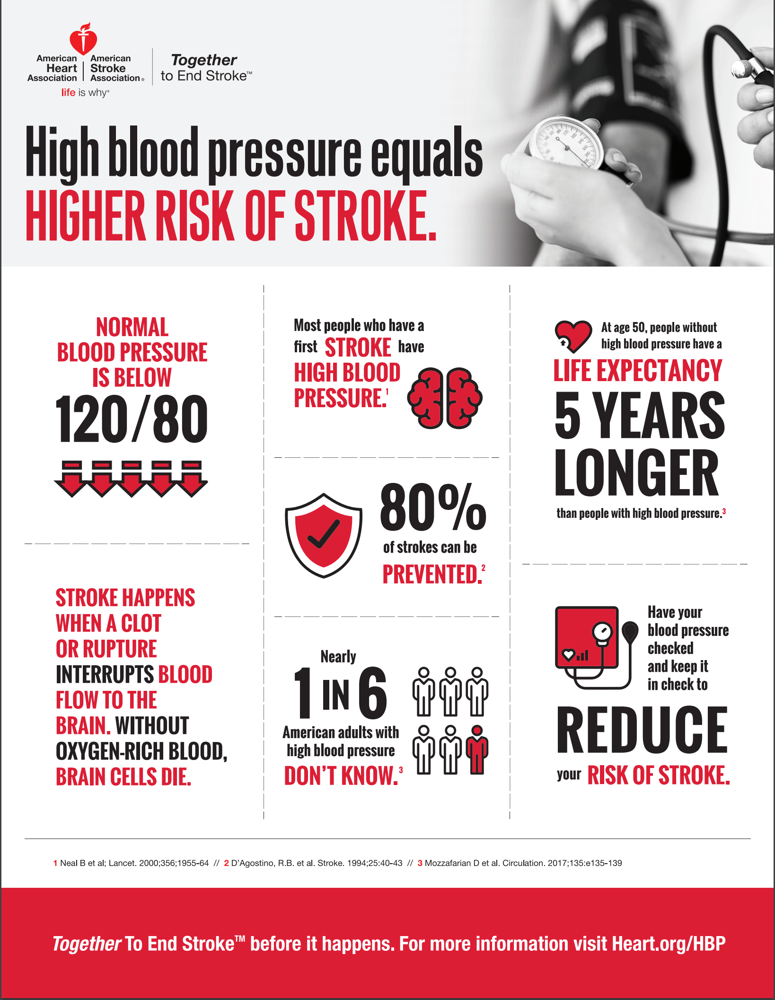 American Heart Association
American Stroke Association®
life is why®
Together
to End Stroke™
High blood pressure equals
HIGHER RISK OF STROKE.
NORMAL
BLOOD PRESSURE
IS BELOW
120/80
STROKE HAPPENS
WHEN A CLOT
OR RUPTURE
INTERRUPTS BLOOD
FLOW TO THE
BRAIN. WITHOUT
OXYGEN-RICH BLOOD,
BRAIN CELLS DIE.
Most people who have a
first STROKE have
HIGH BLOOD
PRESSURE.1
80%
of strokes can be
PREVENTED.2
Nearly
1 IN 6
American adults with
high blood pressure
DON'T KNOW.3
At age 50, people without
high blood pressure have a
LIFE EXPECTANCY
5 YEARS
LONGER
than people with high blood pressure.3
Have your
blood pressure
checked
and keep it
in check to
REDUCE
your RISK OF STROKE.
1 Neal B et al; Lancet. 2000;356;1955-64 // 2 D'Agostino, R.B. et al. Stroke. 1994;25:40-43 // 3 Mozzafarian D et al. Circulation. 2017;135:e135-139
Together To End Stroke™ before it happens. For more information visit Heart.org/HBP